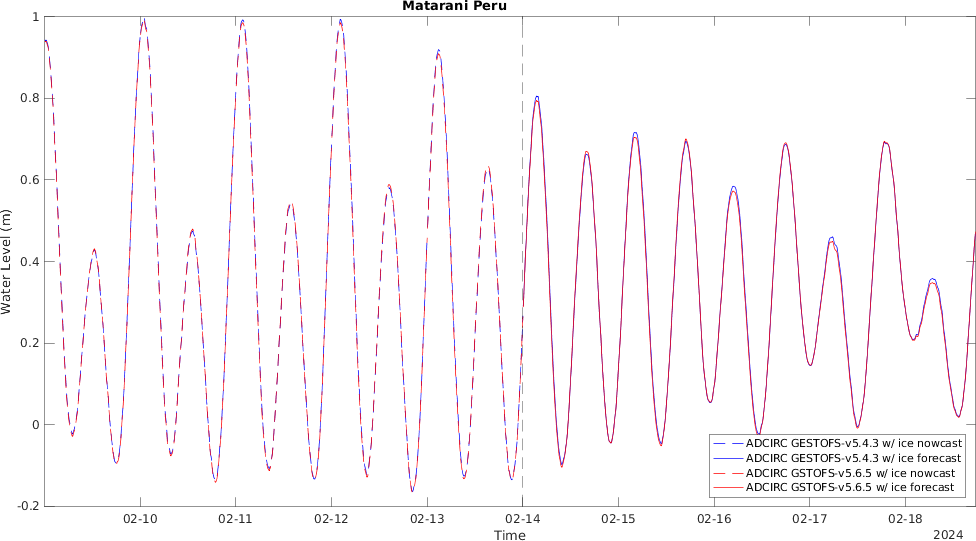 Matarani Peru
1
0.8
0.6
0.4
0.2
0
-0.2
Water Level (m)
02-10
02-11
02-12
02-13
02-14
02-15
02-16
02-17
02-18
Time
2024
ADCIRC GESTOFS-v5.4.3 w/ ice nowcast
ADCIRC GESTOFS-v5.4.3 w/ ice forecast
ADCIRC GSTOFS-v5.6.5 w/ ice nowcast
ADCIRC GSTOFS-v5.6.5 w/ ice forecast